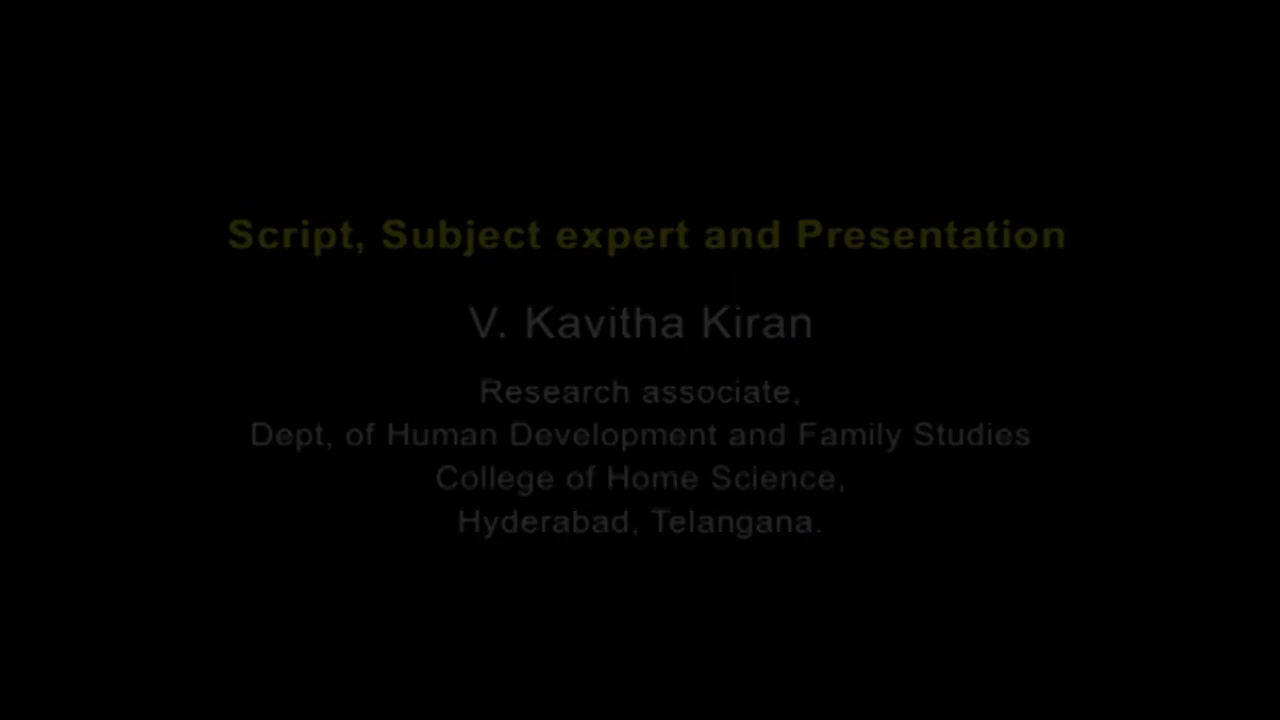 Script, Subject expert and Presentation
V. Kavitha Kiran
Research associate,
Dept, of Human Development and Family Studies
College of Home Science,
Hyderabad, Telangana.